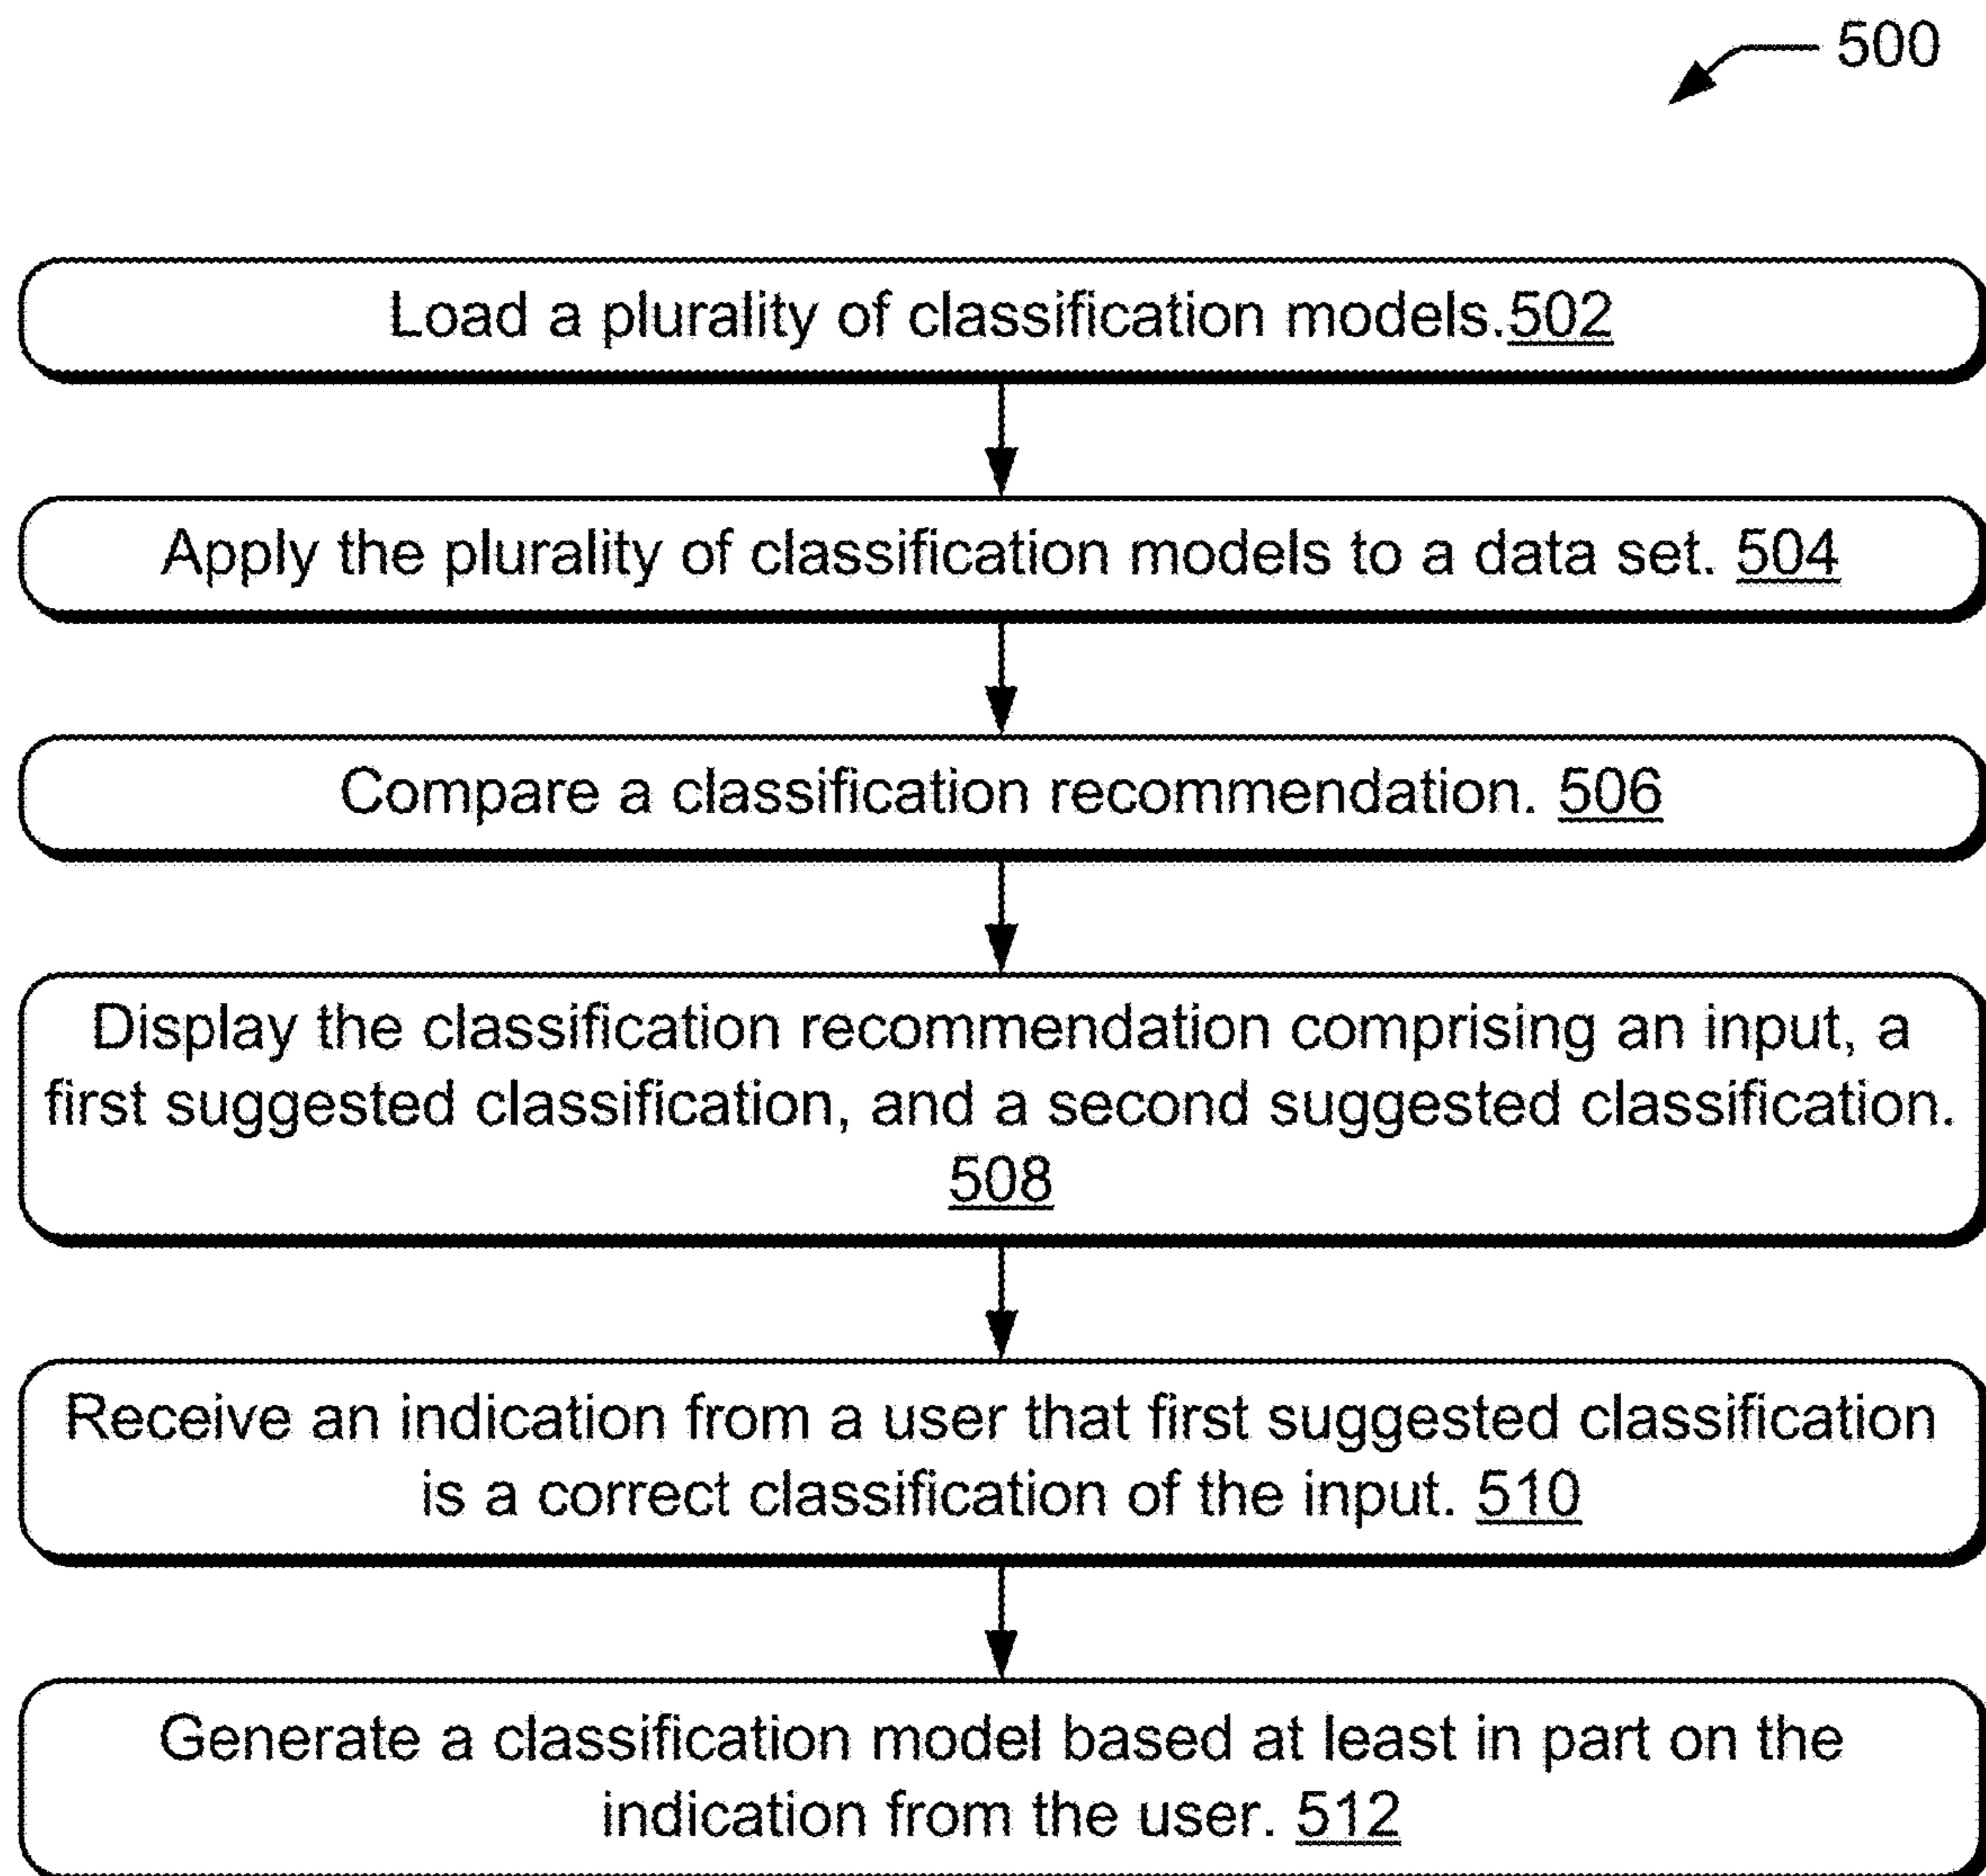 500
Load a plurality of classification models.502
Apply the plurality of classification models to a data set. 504
Compare a classification recommendation. 506
Display the classification recommendation comprising an input, a
first suggested classification, and a second suggested classification.
508
Receive an indication from a user that first suggested classification
is a correct classification of the input. 510
Generate a classification model based at least in part on the
indication from the user. 512